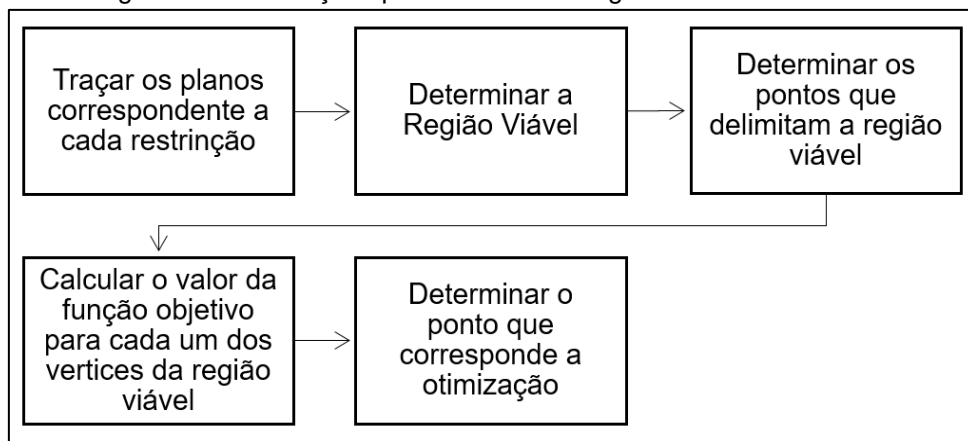 Traçar os planos
correspondente a
cada restrinção
Determinar a
Região Viável
Determinar os
pontos que
delimitam a região
viável
Calcular o valor da
função objetivo
para cada um dos
vertices da região
viável
Determinar o
ponto que
corresponde a
otimização